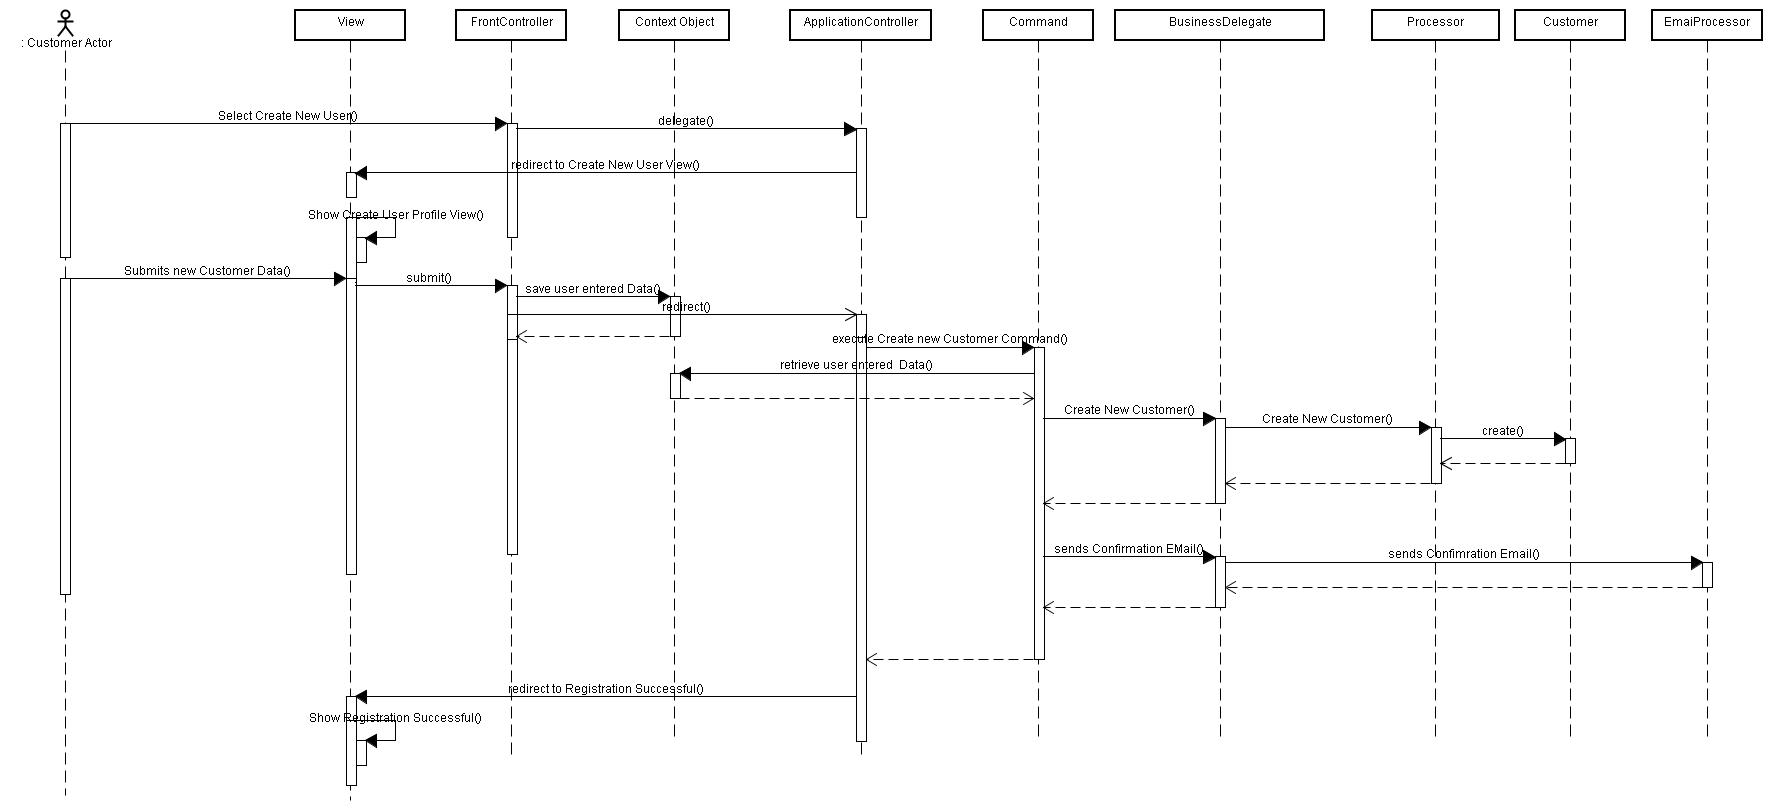 : Customer Actor
View
FrontController
Context Object
ApplicationController
Command
BusinessDelegate
Processor
Customer
EmaiProcessor
Select Create New User()
delegate()
redirect to Create New User View()
Show Create User Profile View()
Submits new Customer Data()
submit()
save user entered Data()
redirect()
execute Create new Customer Command()
retrieve user entered  Data()
Create New Customer()
Create New Customer()
create()
sends Confirmation EMail()
sends Confimration Email()
redirect to Registration Successful()
Show Registration Successful()